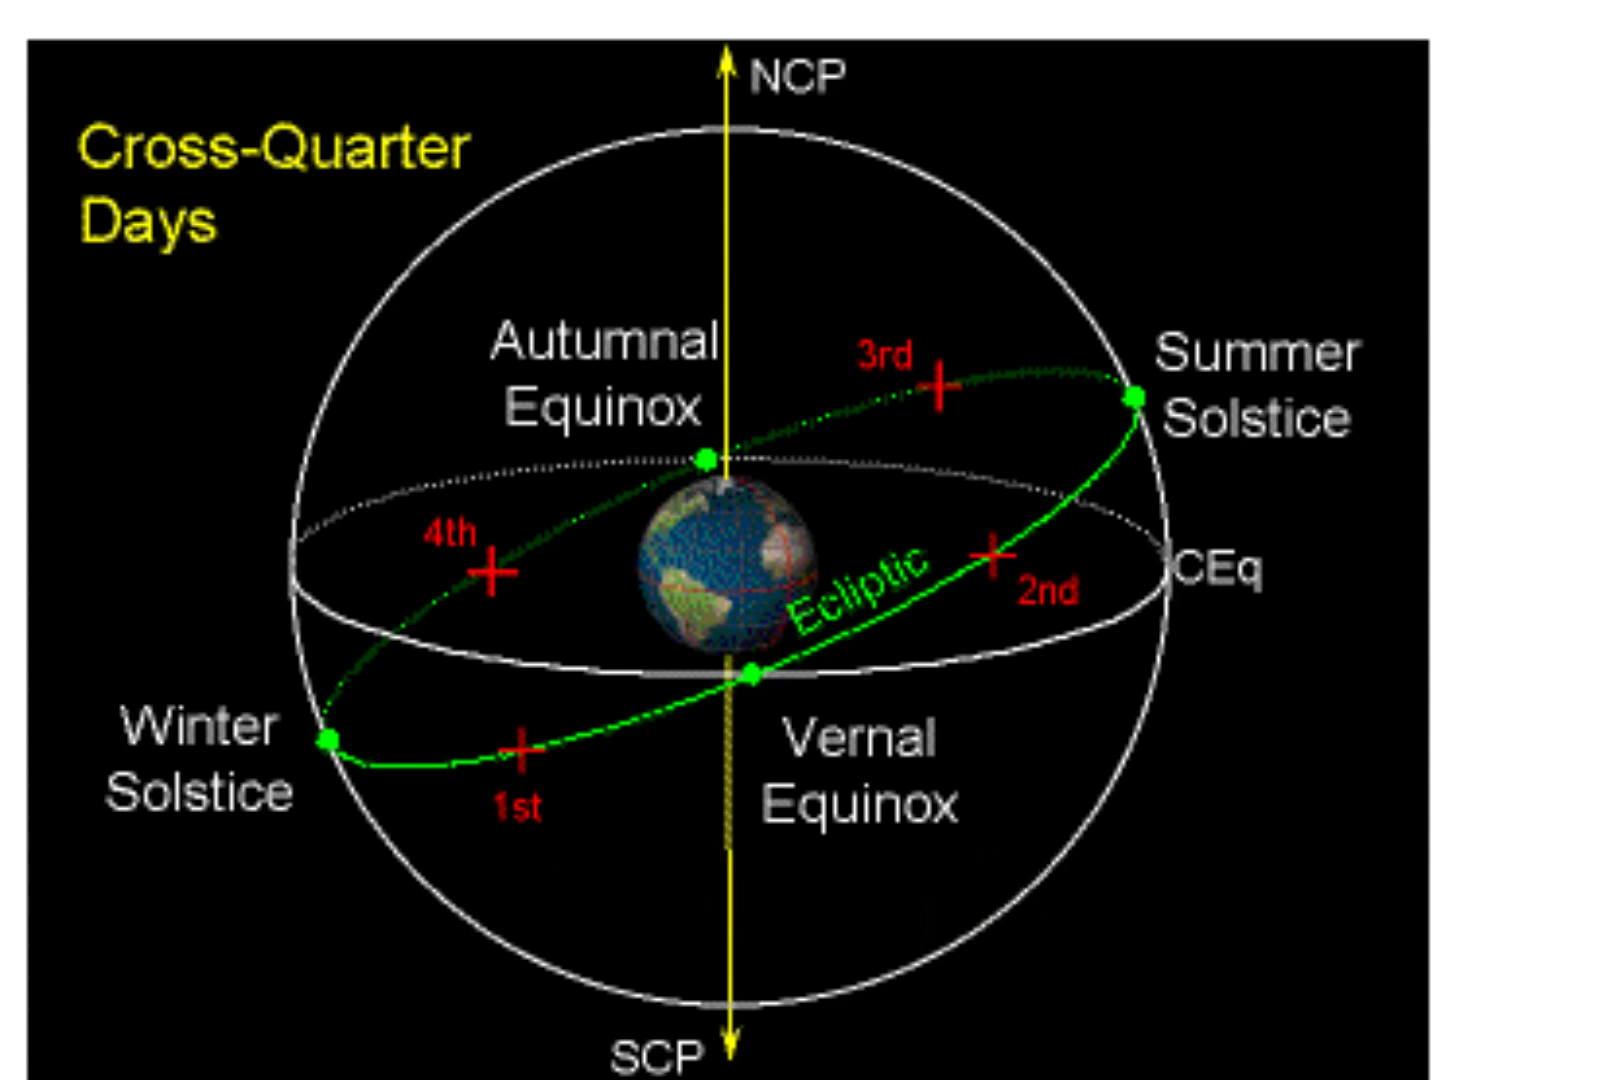 NCP
Cross-Quarter
Days
Autumnal
Equinox
3rd
Summer
Solstice
4th
Ecliptic
2nd
CEq
Winter
Solstice
1st
Vernal
Equinox
SCP